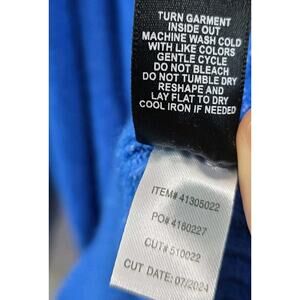 TURN GARMENT
INSIDE OUT
MACHINE WASH COLD
WITH LIKE COLORS
GENTLE CYCLE
DO NOT BLEACH
DO NOT TUMBLE DRY
RESHAPE AND
LAY FLAT TO DRY
COOL IRON IF NEEDED
ITEM# 41305022
PO# 4160227
CUT# 510022
CUT DATE: 07/2024